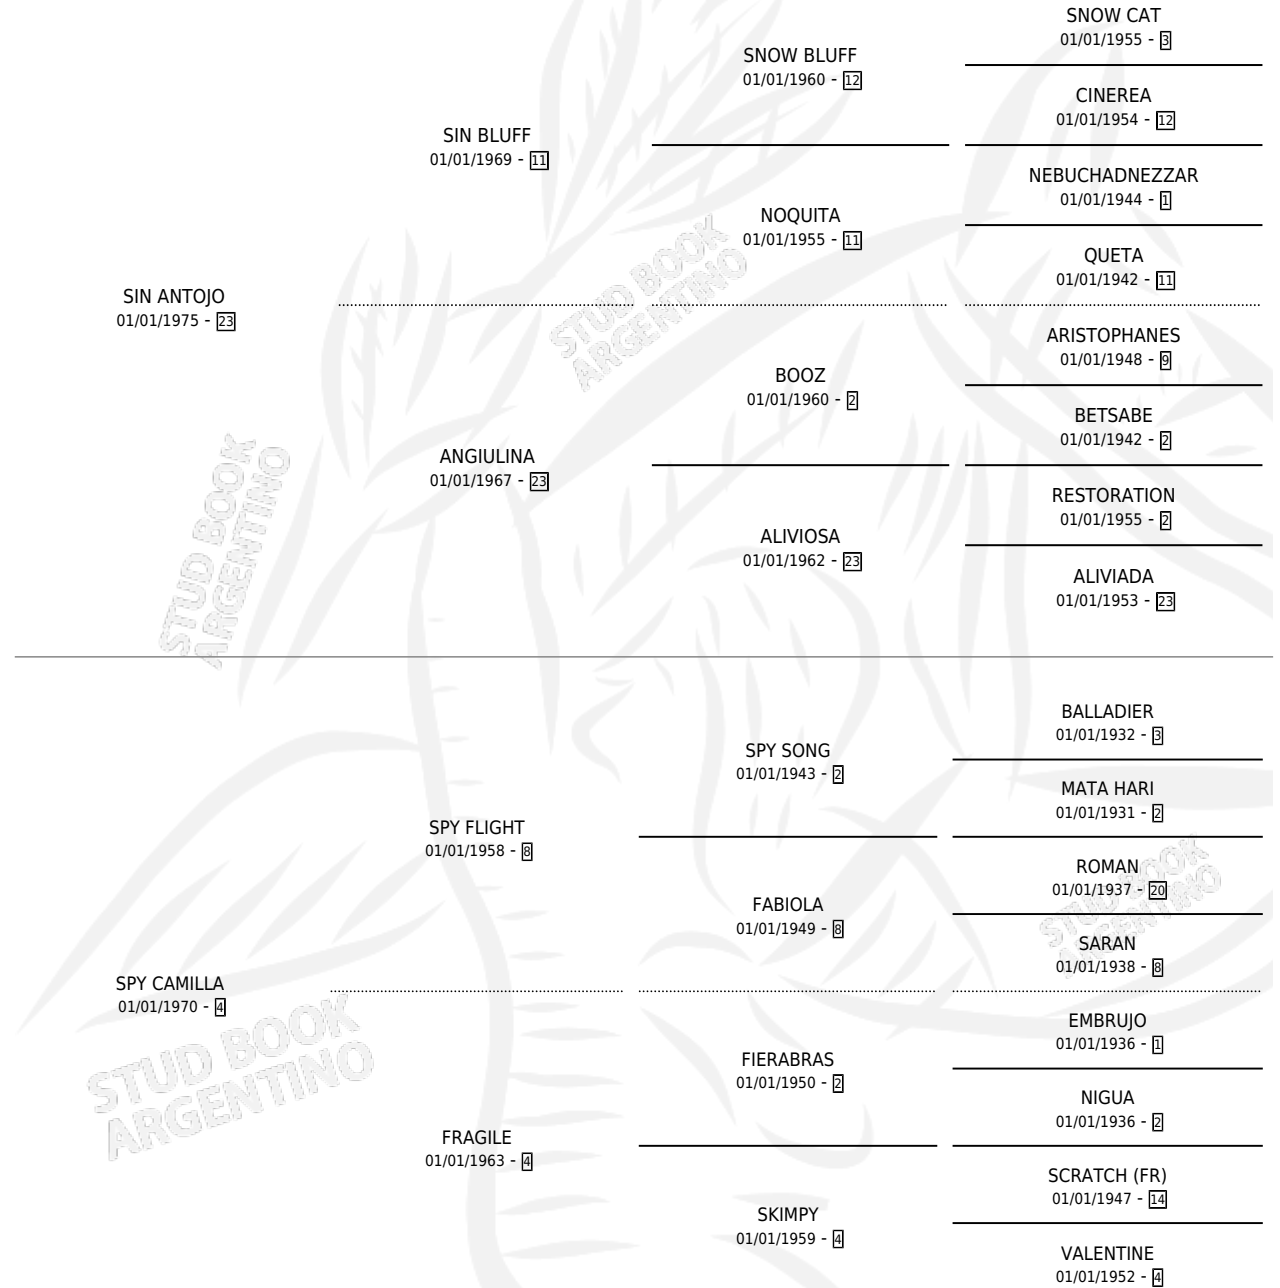 SNOW CAT
01/01/1955 - 3
SNOW BLUFF
01/01/1960 - 12
CINEREA
01/01/1954 - 12
SIN BLUFF
01/01/1969 - 11
NEBUCHADNEZZAR
01/01/1944 - 1
NOQUITA
01/01/1955 - 11
QUETA
01/01/1942 - 11
SIN ANTOJO
01/01/1975 - 23
STUD BOOK
ARGENTINO
ARISTOPHANES
01/01/1948 - 9
BOOZ
01/01/1960 - 2
BETSABE
01/01/1942 - 2
ANGIULINA
01/01/1967 - 23
RESTORATION
01/01/1955 - 2
ALIVIOSA
01/01/1962 - 23
ALIVIADA
01/01/1953 - 23
STUD BOOK
ARGENTINO
BALLADIER
01/01/1932 - 3
SPY SONG
01/01/1943 - 2
MATA HARI
01/01/1931 - 2
SPY FLIGHT
01/01/1958 - 8
ROMAN
01/01/1937 - 20
FABIOLA
01/01/1949 - 8
SARAN
01/01/1938 - 8
STUD BOOK
ARGENTINO
SPY CAMILLA
01/01/1970 - 4
STUD BOOK
ARGENTINO
EMBRUJO
01/01/1936 - 1
FIERABRAS
01/01/1950 - 2
NIGUA
01/01/1936 - 2
FRAGILE
01/01/1963 - 4
SCRATCH (FR)
01/01/1947 - 14
SKIMPY
01/01/1959 - 4
VALENTINE
01/01/1952 - 4